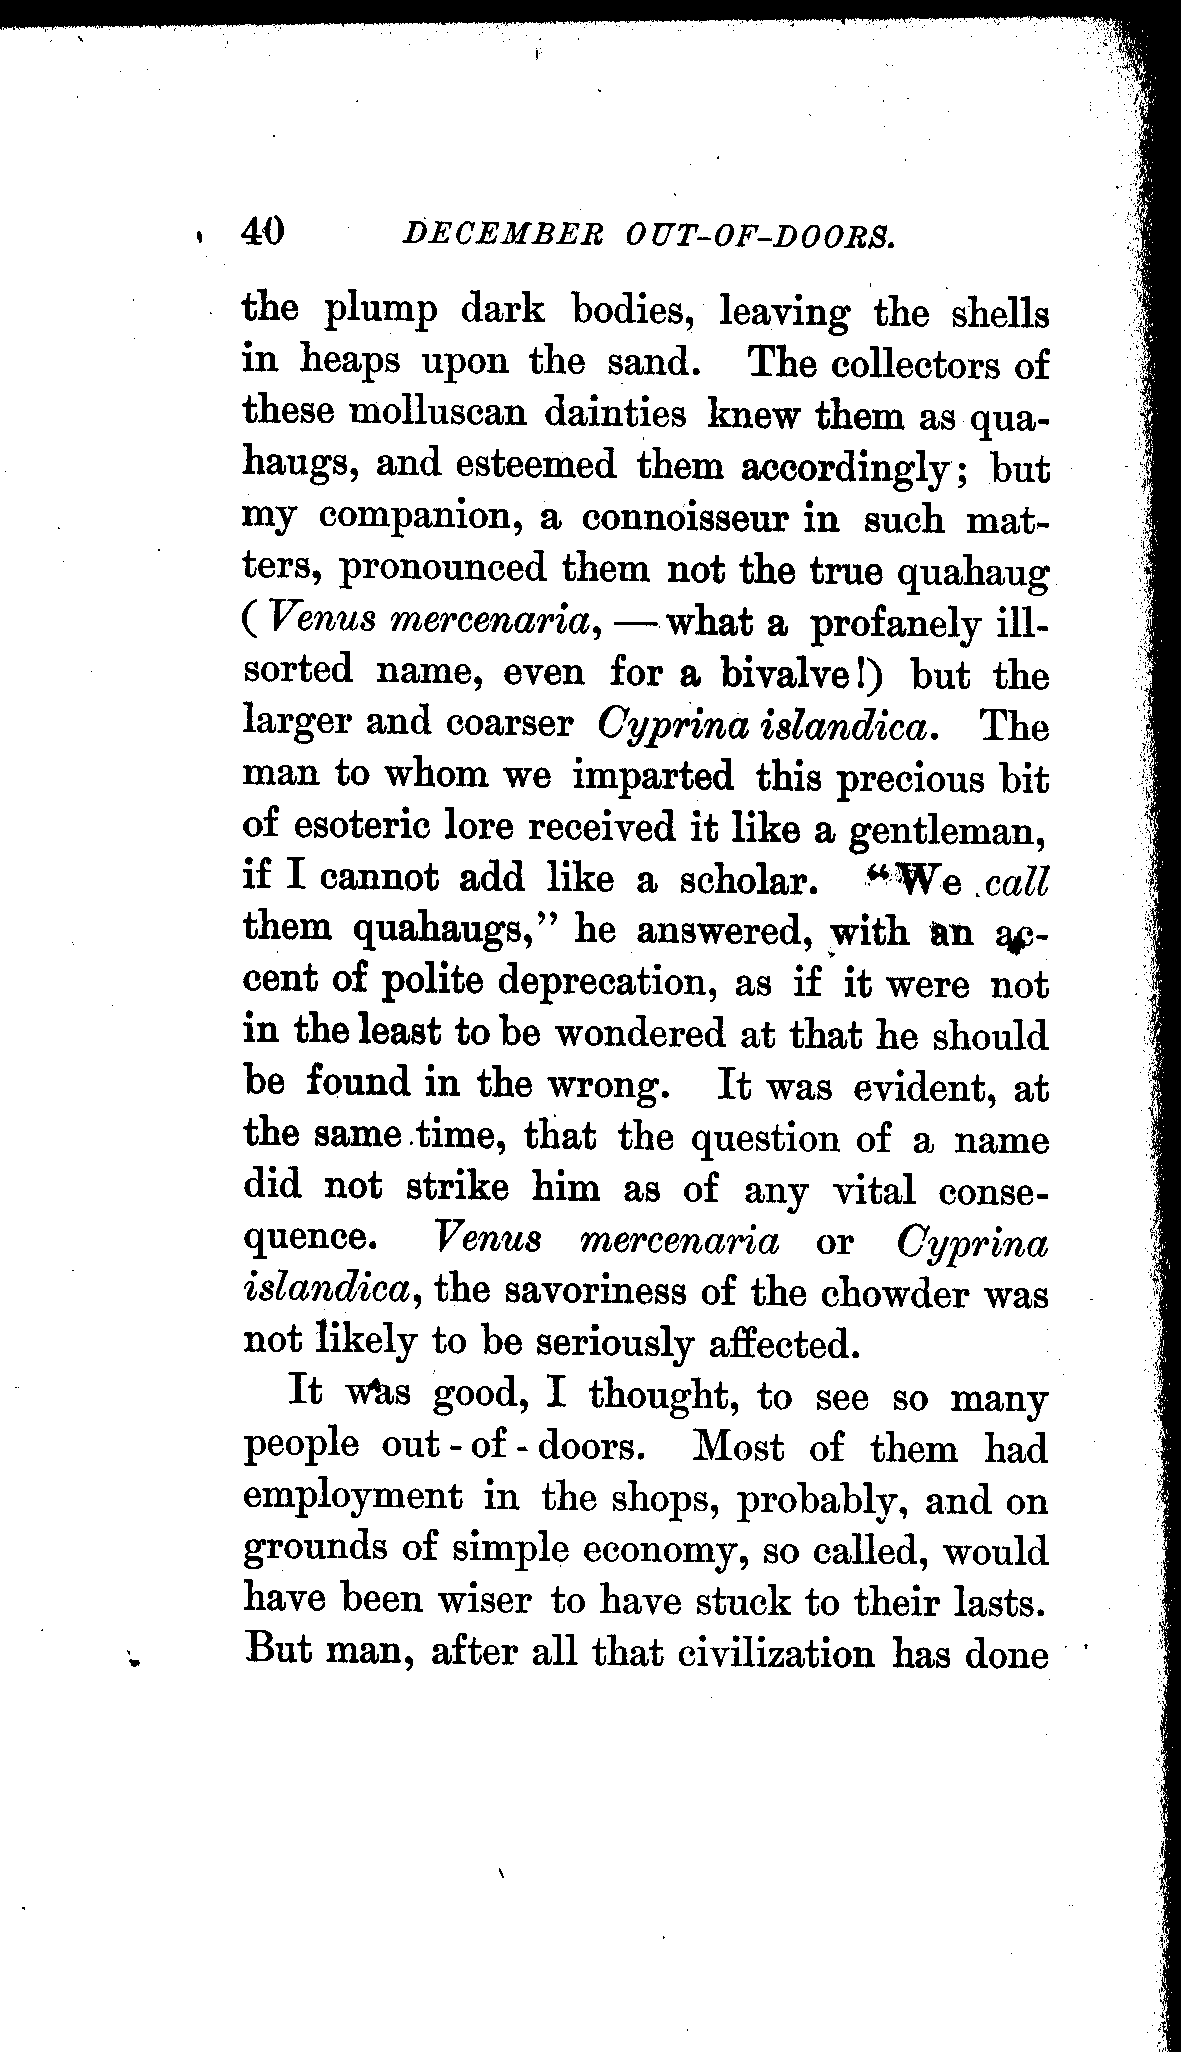 40 DECEMBER OUT-OF-DOORS.
the plump dark bodies, leaving the shells
in heaps upon the sand. The collectors of
these molluscan dainties knew them as qua-
haugs, and esteemed them accordingly; but
my companion, a connoisseur in such mat-
ters, pronounced them not the true quahaug
(Venus mercenaria, — what a profanely ill-
sorted name, even for a bivalve!) but the
larger and coarser Cyprina islandica. The
man to whom we imparted this precious bit
of esoteric lore received it like a gentleman,
if I cannot add like a scholar. “We call
them quahaugs,” he answered, with an ac-
cent of polite deprecation, as if it were not
in the least to be wondered at that he should
be found in the wrong. It was evident, at
the same time, that the question of a name
did not strike him as of any vital conse-
quence. Venus mercenaria or Cyprina
islandica, the savoriness of the chowder was
not likely to be seriously affected.
It was good, I thought, to see so many
people out-of-doors. Most of them had
employment in the shops, probably, and on
grounds of simple economy, so called, would
have been wiser to have stuck to their lasts.
But man, after all that civilization has done